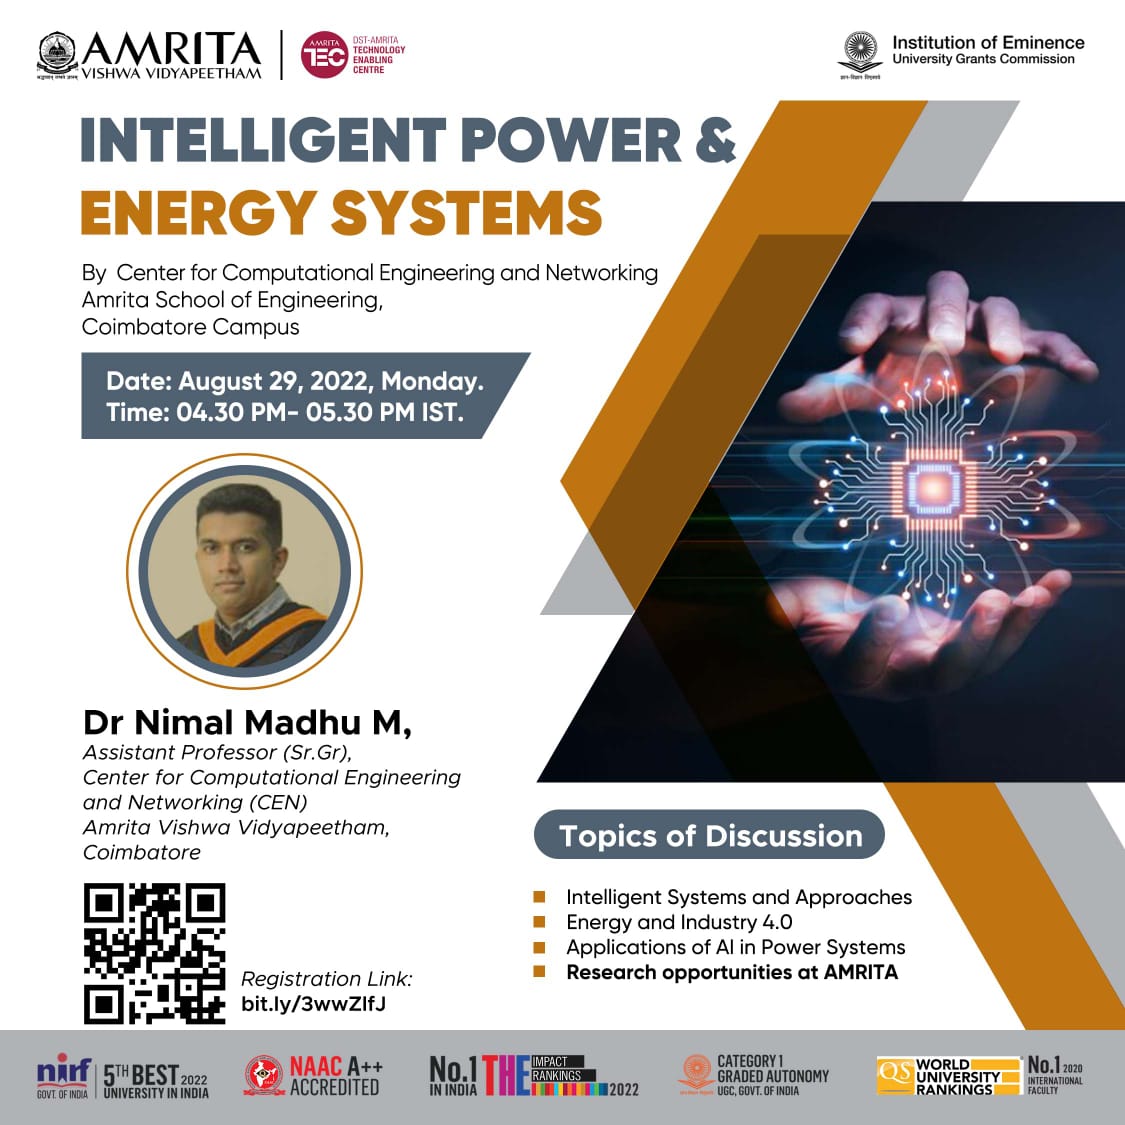 AMRITA
VISHWA VIDYAPEETHAM
AMRITA
TEC
DST-AMRITA
TECHNOLOGY
ENABLING
CENTRE
Institution of Eminence
University Grants Commission
ज्ञान-विज्ञान विमुक्तये
INTELLIGENT POWER &
ENERGY SYSTEMS
By Center for Computational Engineering and Networking
Amrita School of Engineering,
Coimbatore Campus
Date: August 29, 2022, Monday.
Time: 04.30 PM- 05.30 PM IST.
Dr Nimal Madhu M,
Assistant Professor (Sr.Gr),
Center for Computational Engineering
and Networking (CEN)
Amrita Vishwa Vidyapeetham,
Coimbatore
Registration Link:
bit.ly/3wwZlfJ
Topics of Discussion
Intelligent Systems and Approaches
Energy and Industry 4.0
Applications of AI in Power Systems
Research opportunities at AMRITA
nirf
GOVT. OF INDIA
5TH BEST 2022
UNIVERSITY IN INDIA
NAAC A++
ACCREDITED
No.1
IN INDIA
THE
IMPACT
RANKINGS
2022
CATEGORY 1
GRADED AUTONOMY
UGC, GOVT. OF INDIA
QS
WORLD
UNIVERSITY
RANKINGS
No.1 2020
INTERNATIONAL
FACULTY